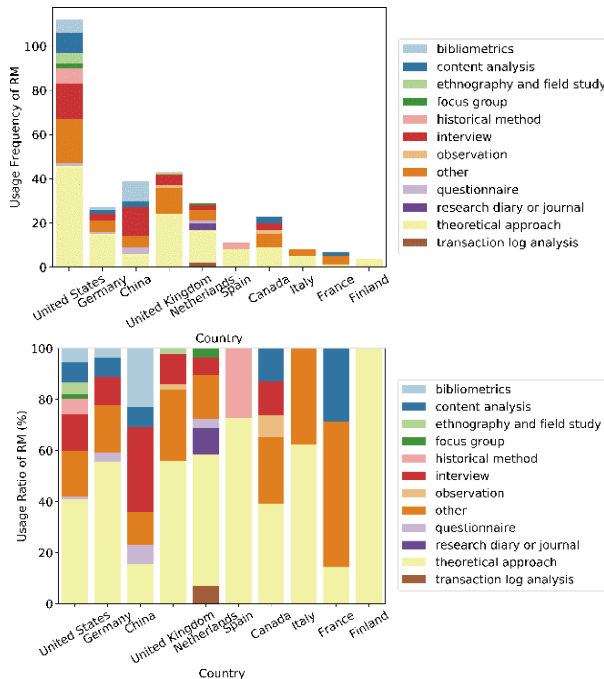 Usage Frequency of RM
100
80
60
40
20
0
United States
Germany
China
United Kingdom
Netherlands
Spain
Canada
Italy
France
Finland
Country
bibliometrics
content analysis
ethnography and field study
focus group
historical method
interview
observation
other
questionnaire
research diary or journal
theoretical approach
transaction log analysis
Usage Ratio of RM (%)
100
80
60
40
20
0
United States
Germany
China
United Kingdom
Netherlands
Spain
Canada
Italy
France
Finland
Country
bibliometrics
content analysis
ethnography and field study
focus group
historical method
interview
observation
other
questionnaire
research diary or journal
theoretical approach
transaction log analysis